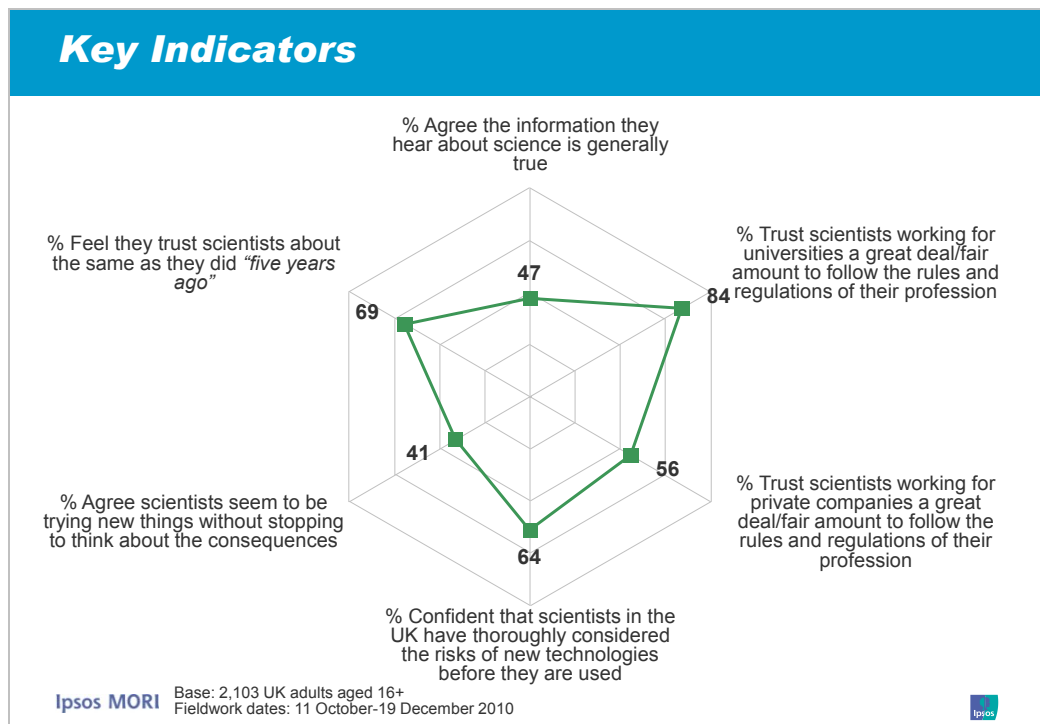 Key Indicators
% Agree the information they
hear about science is generally
true
% Feel they trust scientists about
the same as they did “five years
ago”
% Trust scientists working for
universities a great deal/fair
amount to follow the rules and
regulations of their profession
47
84
69
41
56
64
% Agree scientists seem to be
trying new things without stopping
to think about the consequences
% Trust scientists working for
private companies a great
deal/fair amount to follow the
rules and regulations of their
profession
% Confident that scientists in the
UK have thoroughly considered
the risks of new technologies
before they are used
Ipsos MORI
Base: 2,103 UK adults aged 16+
Fieldwork dates: 11 October-19 December 2010
Ipsos